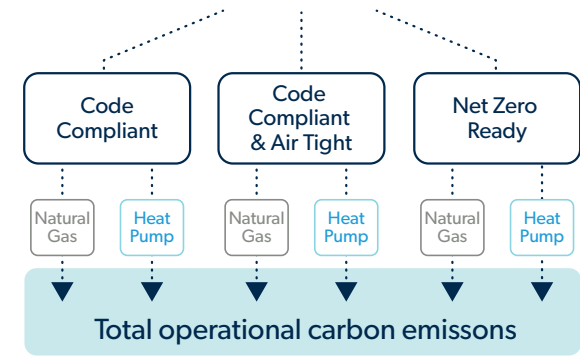 Code
Compliant
Code
Compliant
& Air Tight
Net Zero
Ready
Natural
Gas
Heat
Pump
Natural
Gas
Heat
Pump
Natural
Gas
Heat
Pump
Total operational carbon emissons